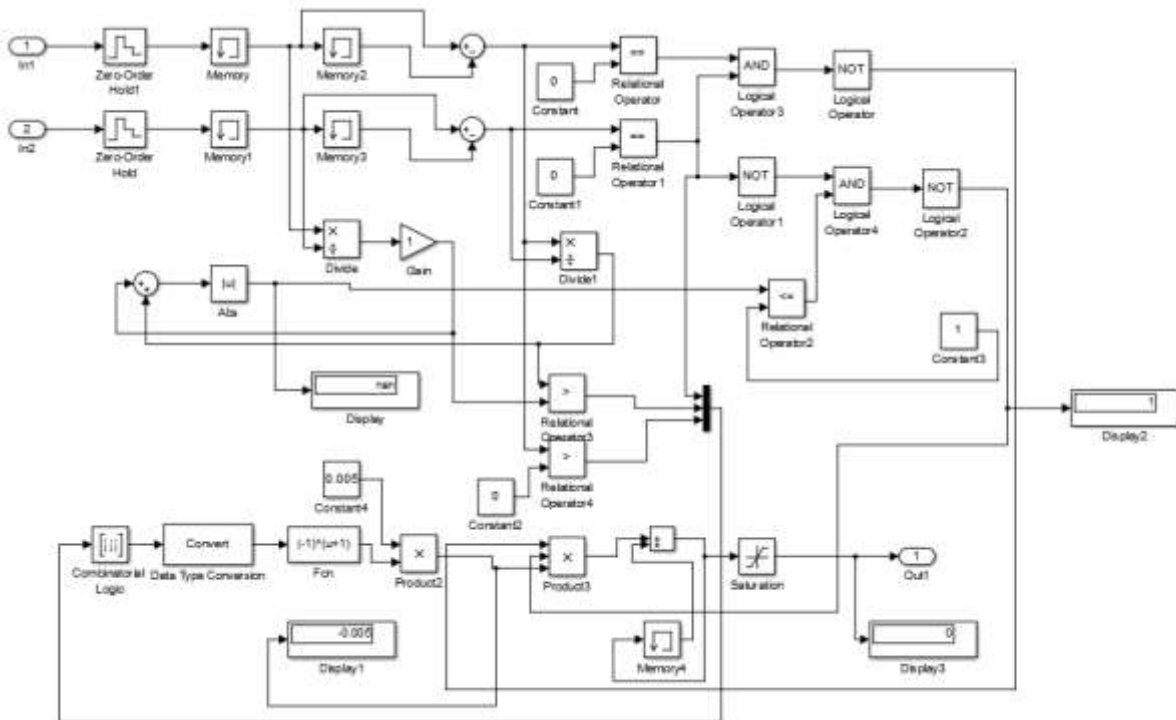 1
In1
Zero-Order
Hold1
Memory
Memory2
==
Relational
Operator
0
Constant
AND
Logical
Operator3
NOT
Logical
Operator
2
In2
Zero-Order
Hold
Memory1
Memory3
==
Relational
Operator1
0
Constant1
NOT
Logical
Operator1
AND
Logical
Operator4
NOT
Logical
Operator2
×
÷
Divide
1
Gain
×
÷
Divide1
|u|
Abs
<=
Relational
Operator2
1
Constant3
nan
Display
>
Relational
Operator3
>
Relational
Operator4
0
Constant2
1
Display2
0.005
Constant4
Combinatorial
Logic
Convert
Data Type Conversion
(-1)^(u+1)
Fcn
×
Product2
×
Product3
Saturation
1
Out1
-0.005
Display1
Memory4
0
Display3